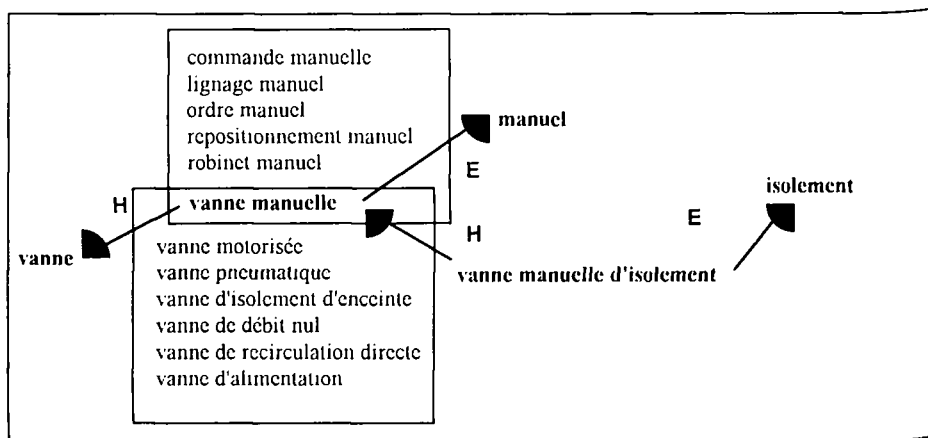 commande manuelle
lignage manuel
ordre manuel
repositionnement manuel
robinet manuel
manuel
E
isolement
H
vanne manuelle
E
H
vanne
vanne motorisée
vanne pneumatique
vanne manuelle d'isolement
vanne d'isolement d'enceinte
vanne de débit nul
vanne de recirculation directe
vanne d'alimentation